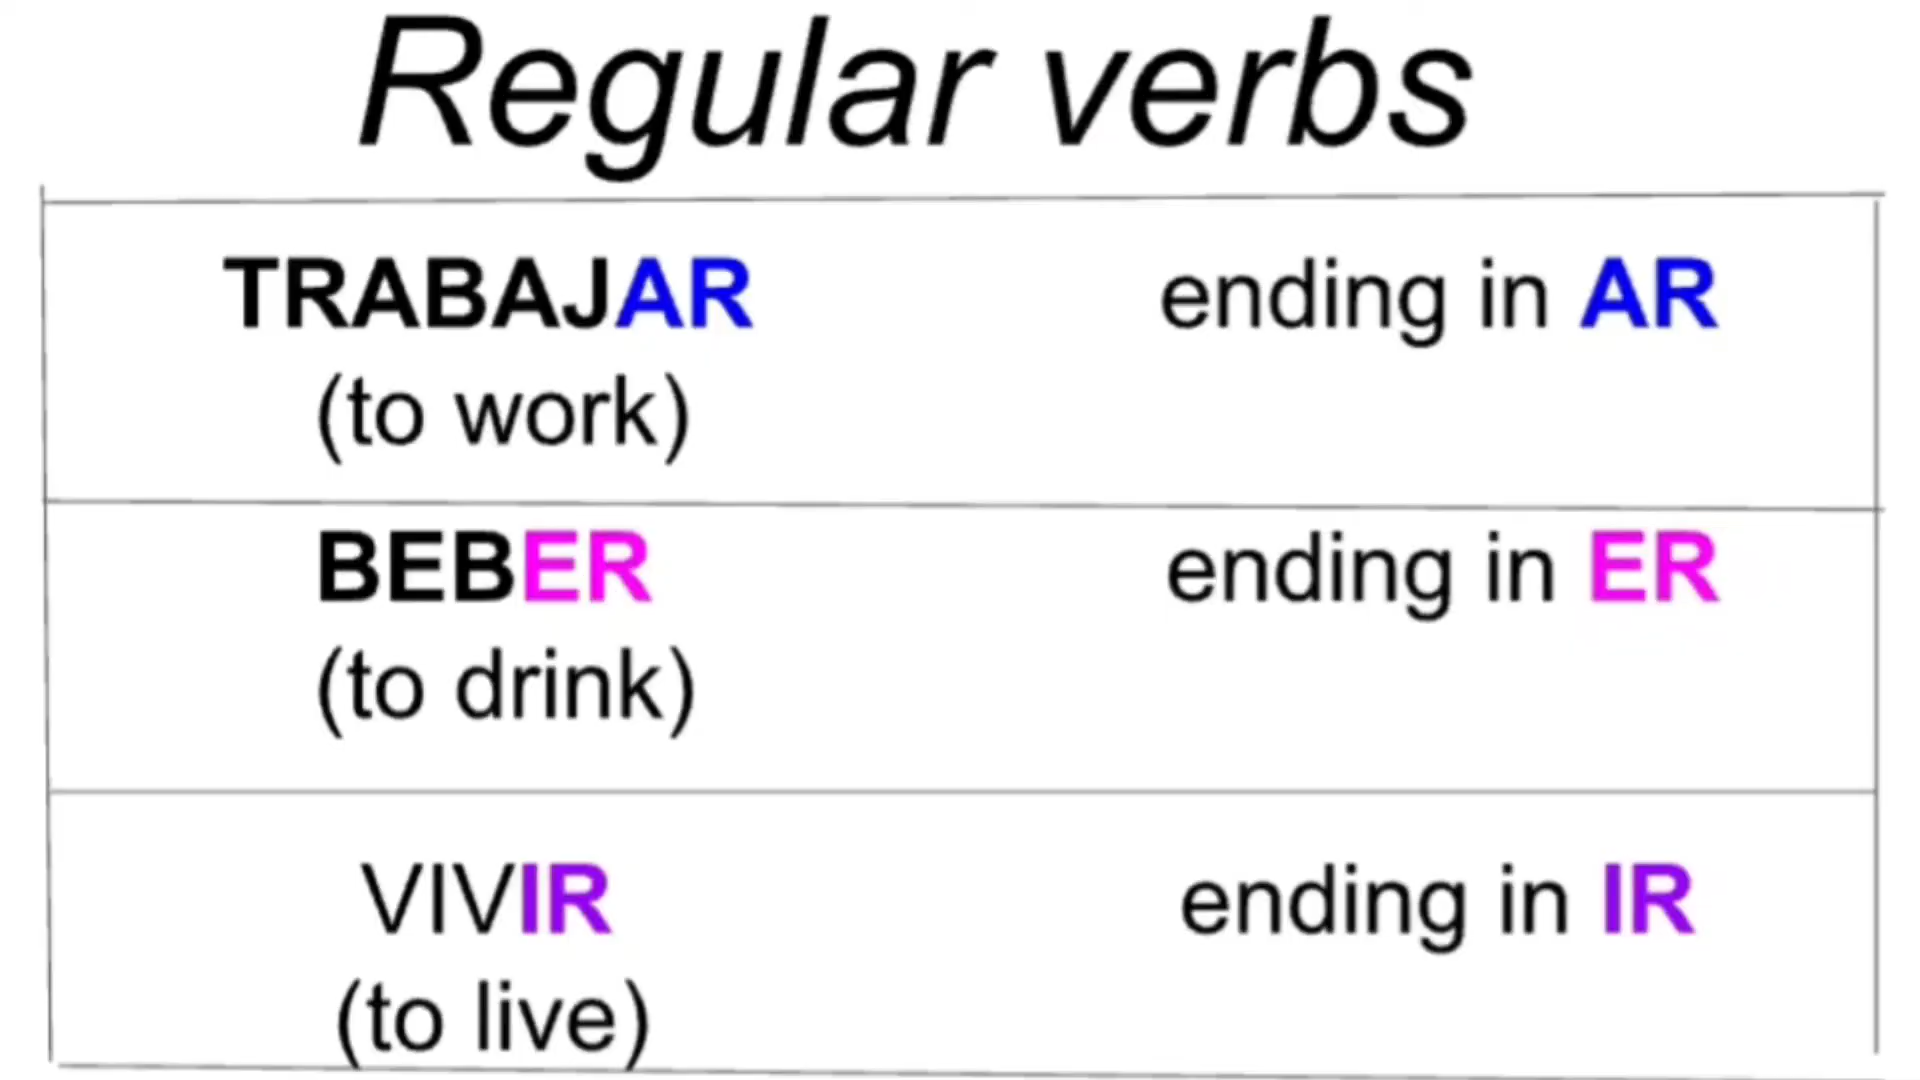 Regular verbs
TRABAJAR ending in AR
(to work)
BEBER ending in ER
(to drink)
VIVIR ending in IR
(to live)